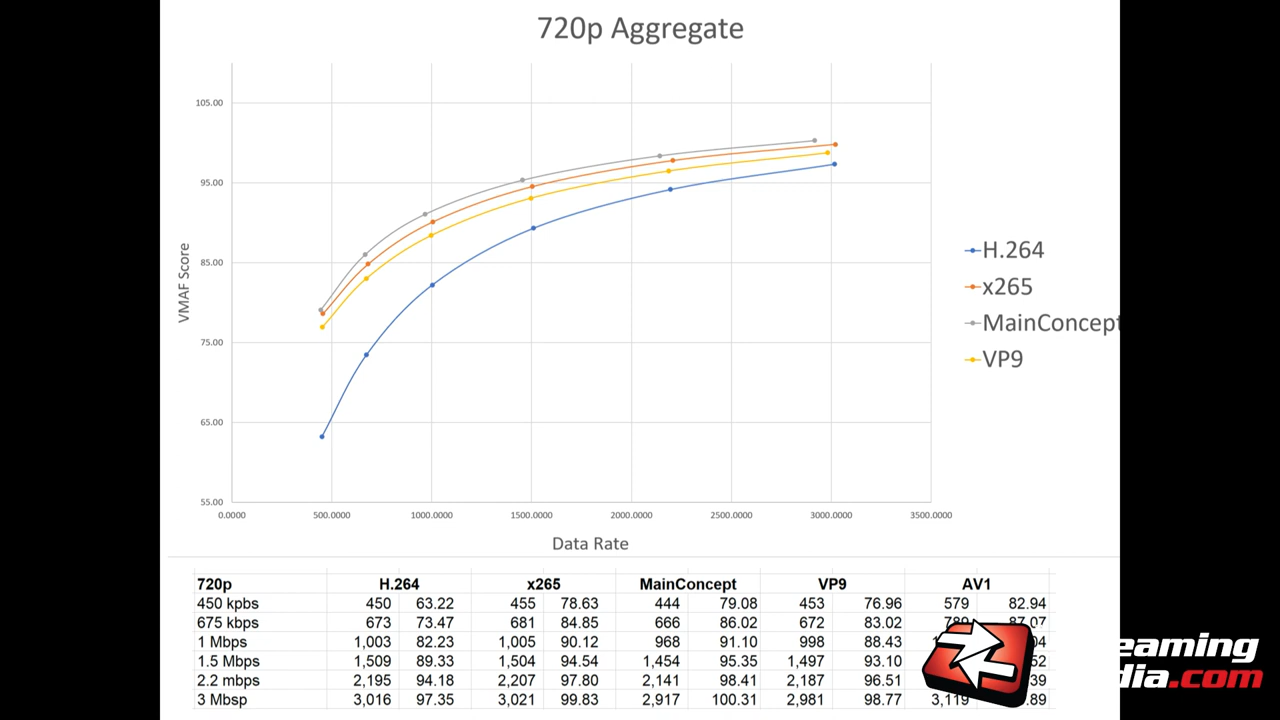 720p Aggregate
105.00
95.00
85.00
75.00
65.00
55.00
VMAF Score
0.0000 500.0000 1000.0000 1500.0000 2000.0000 2500.0000 3000.0000 3500.0000
Data Rate
H.264
x265
MainConcept
VP9
720p H.264 x265 MainConcept VP9 AV1
450 kpbs 450 63.22 455 78.63 444 79.08 453 76.96 579 82.94
675 kbps 673 73.47 681 84.85 666 86.02 672 83.02 789 87.07
1 Mbps 1,003 82.23 1,005 90.12 968 91.10 998 88.43
1.5 Mbps 1,509 89.33 1,504 94.54 1,454 95.35 1,497 93.10
2.2 mbps 2,195 94.18 2,207 97.80 2,141 98.41 2,187 96.51
3 Mbsp 3,016 97.35 3,021 99.83 2,917 100.31 2,981 98.77 3,119
eaming
dia.com